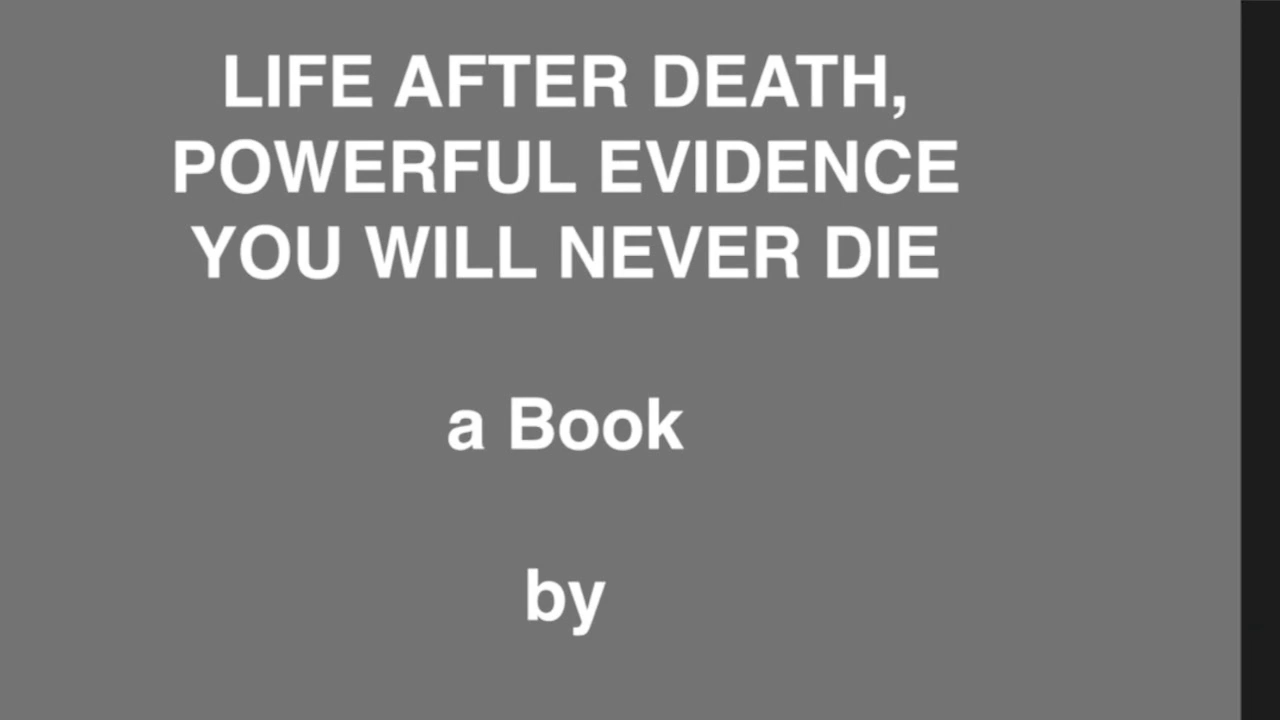 LIFE AFTER DEATH,
POWERFUL EVIDENCE
YOU WILL NEVER DIE
a Book
by